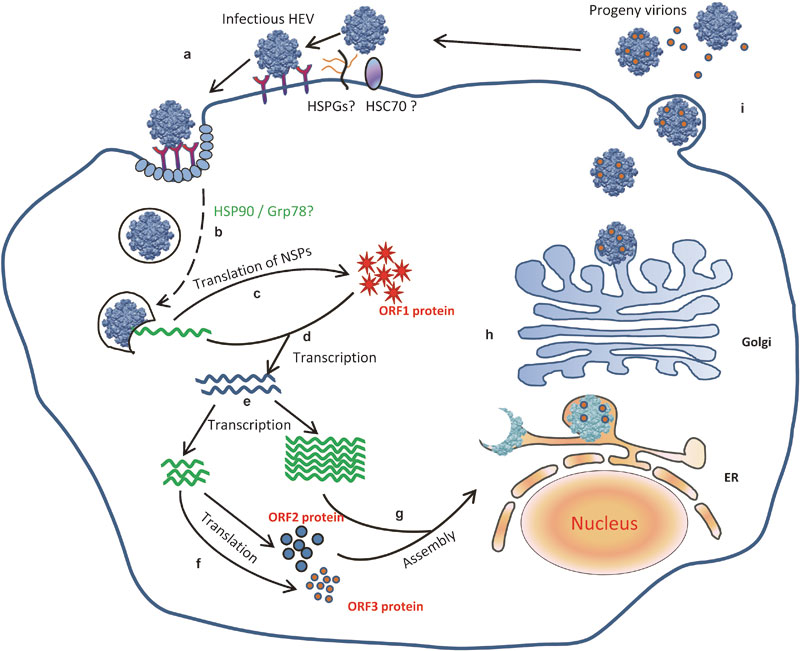 Infectious HEV
Progeny virions
a
HSPGs?
HSC70 ?
i
HSP90 / Grp78?
b
Translation of NSPs
c
ORF1 protein
d
Transcription
h
Golgi
e
Transcription
ER
ORF2 protein
g
Nucleus
Translation
Assembly
f
ORF3 protein